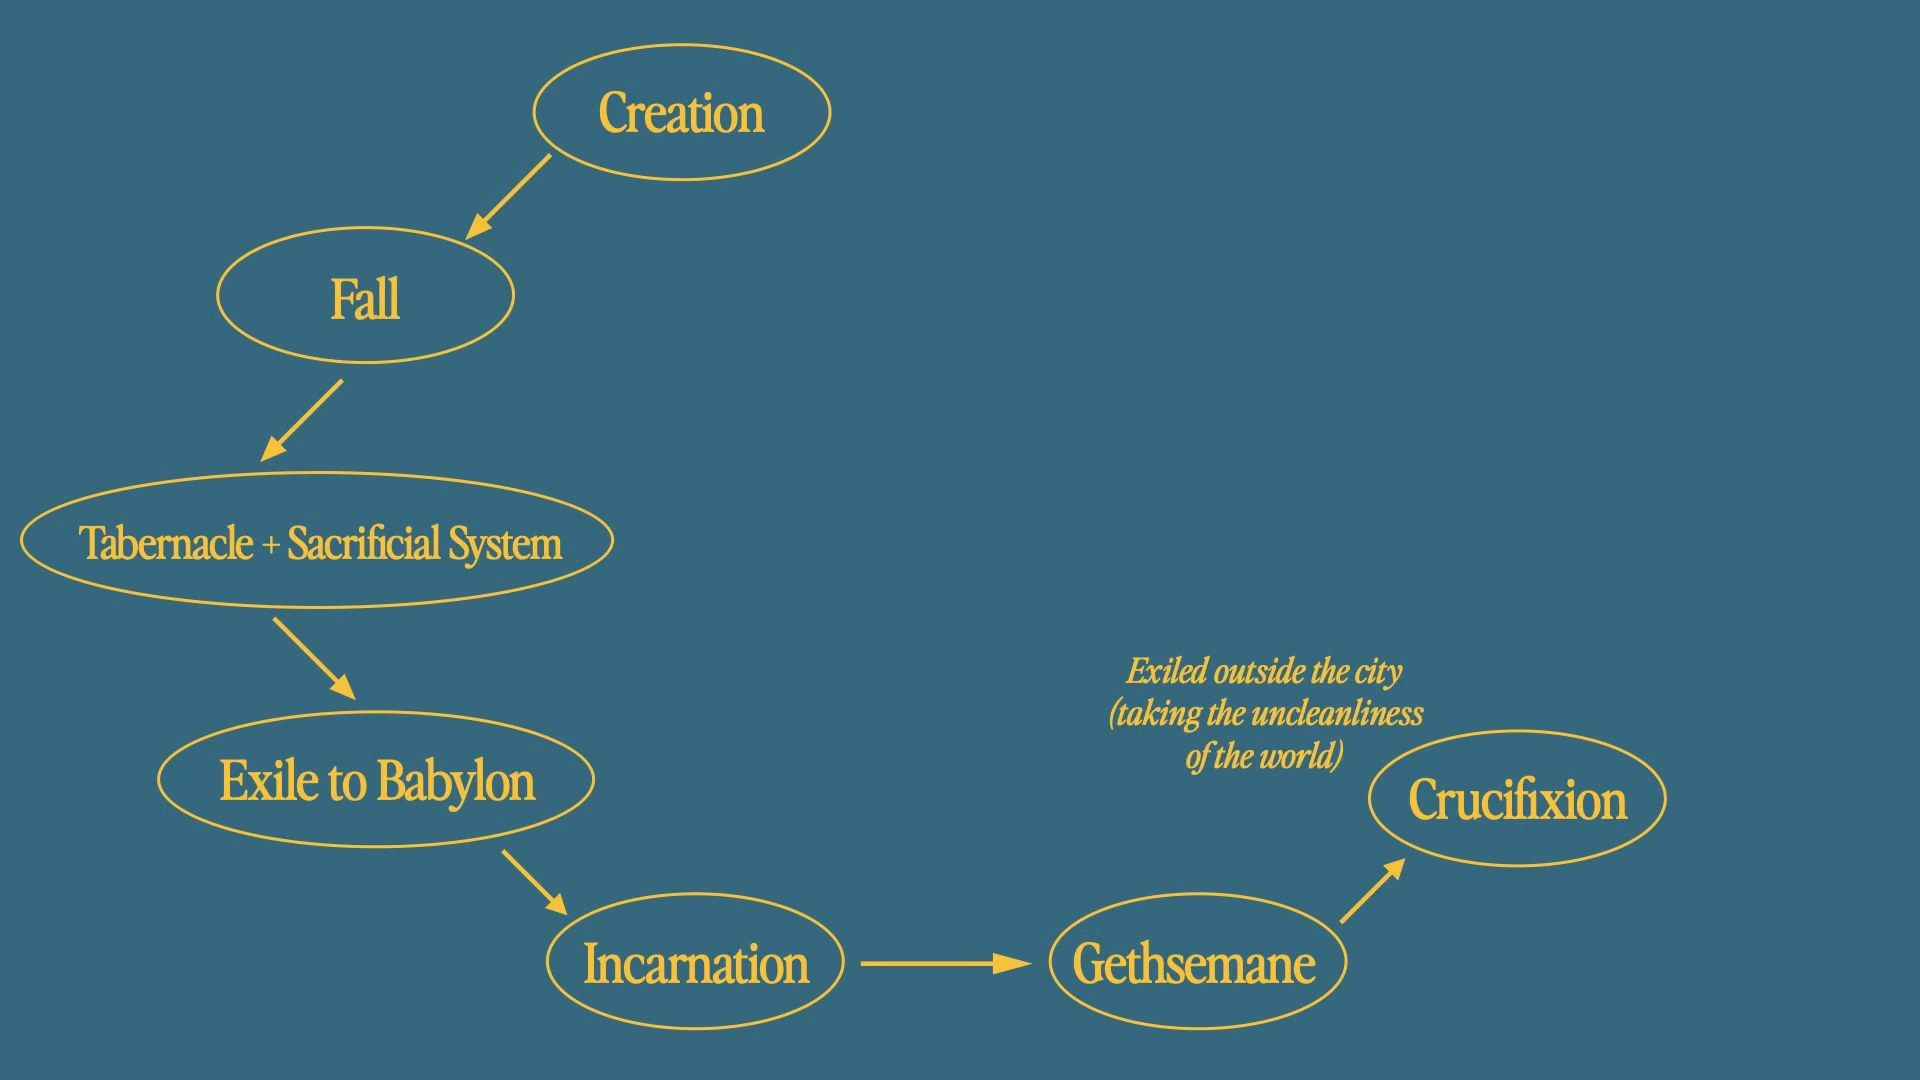 Creation
Fall
Tabernacle + Sacrificial System
Exile to Babylon
Incarnation
Gethsemane
Exiled outside the city
(taking the uncleanliness
of the world)
Crucifixion